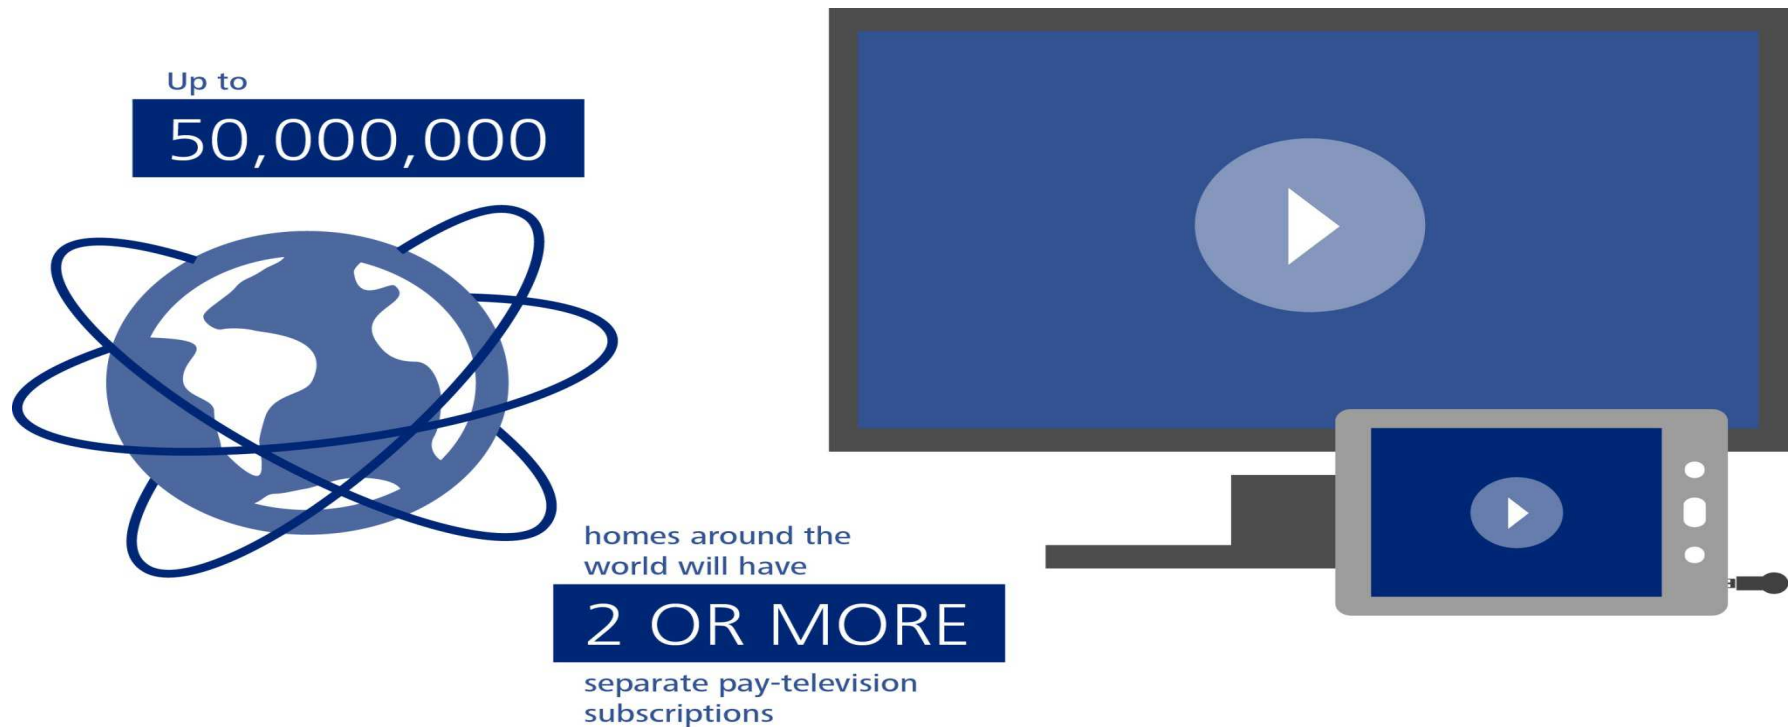 Up to
50,000,000
homes around the
world will have
2 OR MORE
separate pay-television
subscriptions